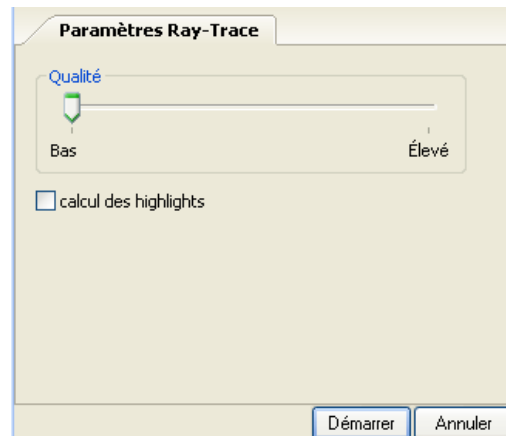 Paramètres Ray-Trace
Qualité
Bas Élevé
calcul des highlights
Démarrer Annuler